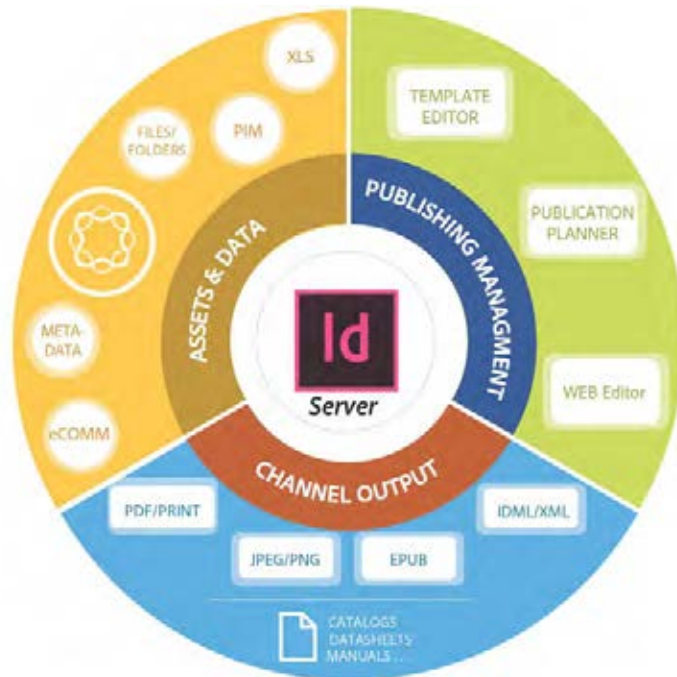 XLS
PIM
FILES/
FOLDERS
META-
DATA
eCOMM
ASSETS & DATA
TEMPLATE
EDITOR
PUBLICATION
PLANNER
WEB Editor
PUBLISHING MANAGMENT
Id
Server
CHANNEL OUTPUT
PDF/PRINT
JPEG/PNG
EPUB
IDML/XML
CATALOGS
DATASHEETS
MANUALS...